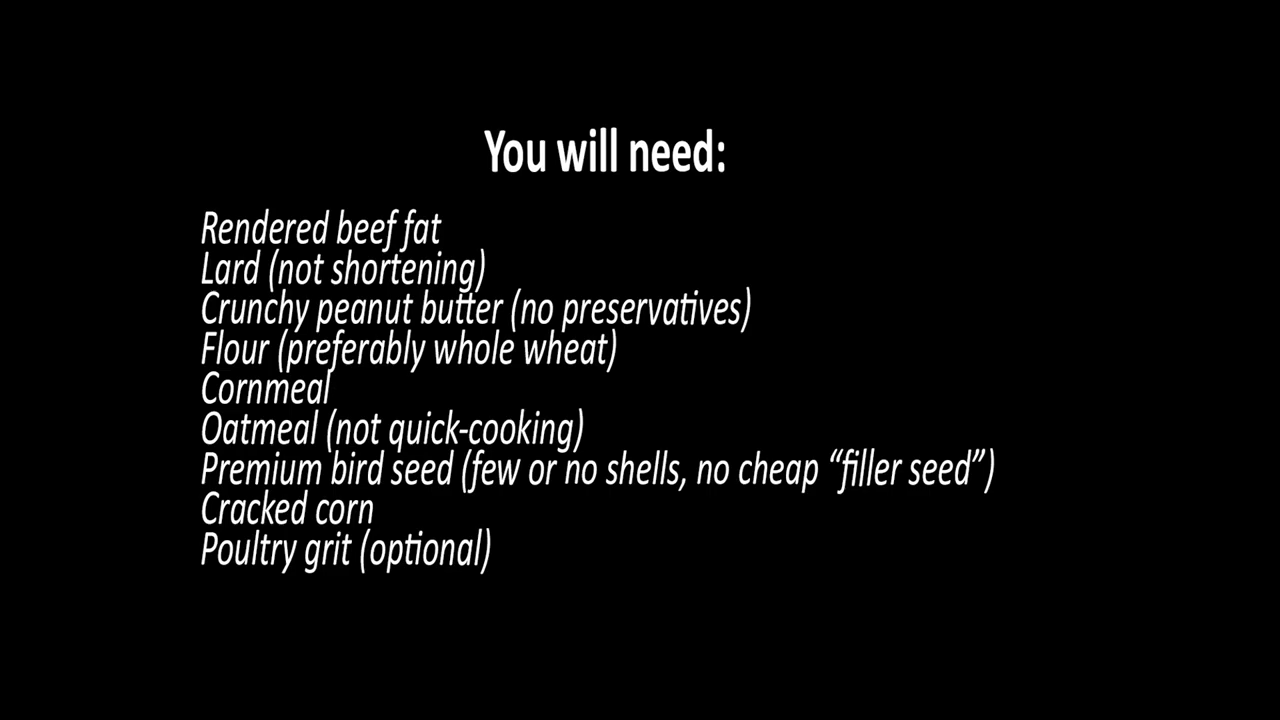 You will need:
Rendered beef fat
Lard (not shortening)
Crunchy peanut butter (no preservatives)
Flour (preferably whole wheat)
Cornmeal
Oatmeal (not quick-cooking)
Premium bird seed (few or no shells, no cheap “filler seed”)
Cracked corn
Poultry grit (optional)